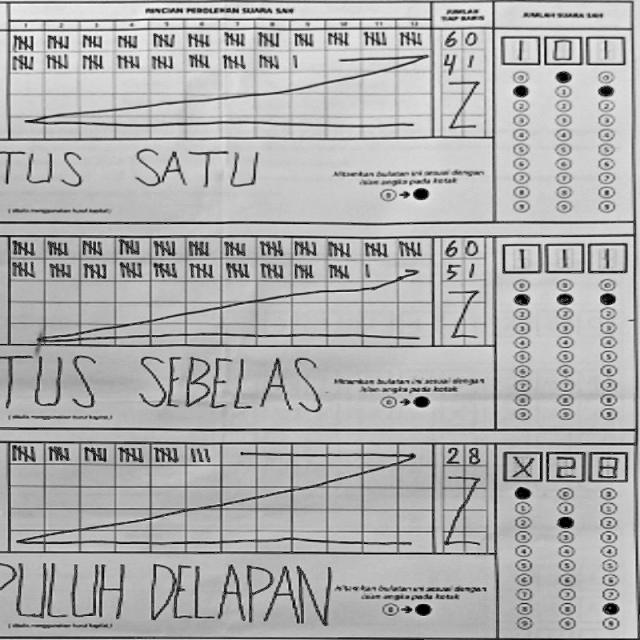 RINCIAN PEROLEHAN SUARA SAH
JUMLAH TIAP BARIS
JUMLAH SUARA SAH
1 2 3 4 5 6 7 8 9 10 11 12
60
41
1 0 1
TUS SATU
Hitamkan bulatan ini sesuai dengan
isian angka pada kotak
(ditulis menggunakan huruf kapital)
60
51
1 1 1
TUS SEBELAS
Hitamkan bulatan ini sesuai dengan
isian angka pada kotak
(ditulis menggunakan huruf kapital)
28
X 2 8
PULUH DELAPAN
Hitamkan bulatan ini sesuai dengan
isian angka pada kotak
(ditulis menggunakan huruf kapital)